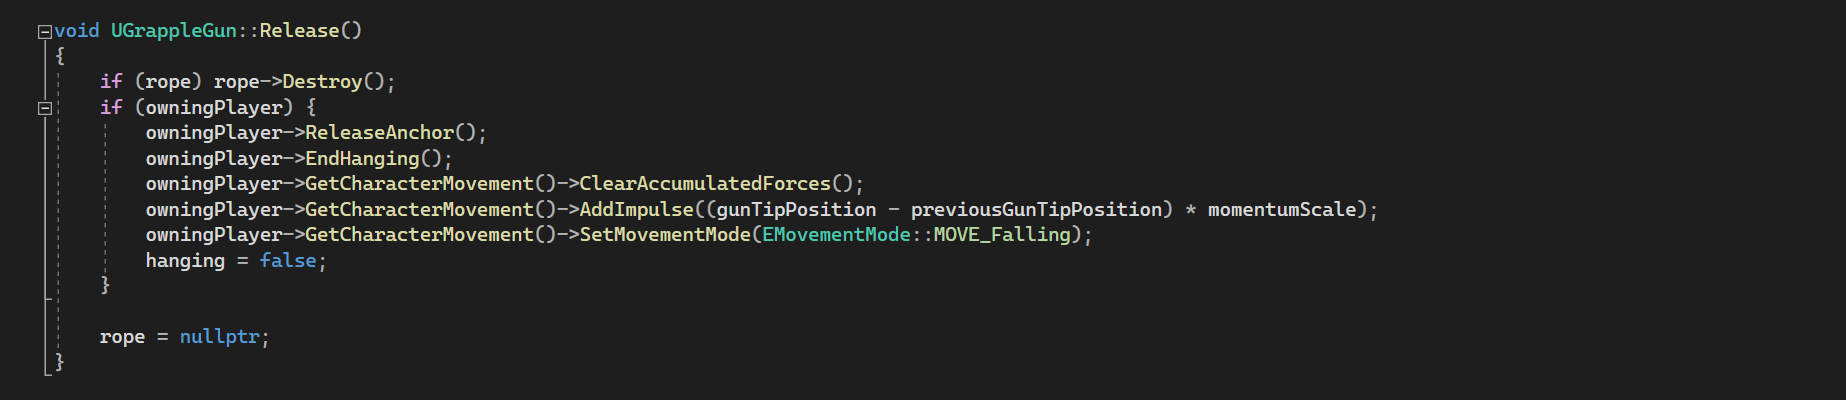 void UGrappleGun::Release()
{
if (rope) rope->Destroy();
if (owningPlayer) {
owningPlayer->ReleaseAnchor();
owningPlayer->EndHanging();
owningPlayer->GetCharacterMovement()->ClearAccumulatedForces();
owningPlayer->GetCharacterMovement()->AddImpulse((gunTipPosition - previousGunTipPosition) * momentumScale);
owningPlayer->GetCharacterMovement()->SetMovementMode(EMovementMode::MOVE_Falling);
hanging = false;
}
rope = nullptr;
}